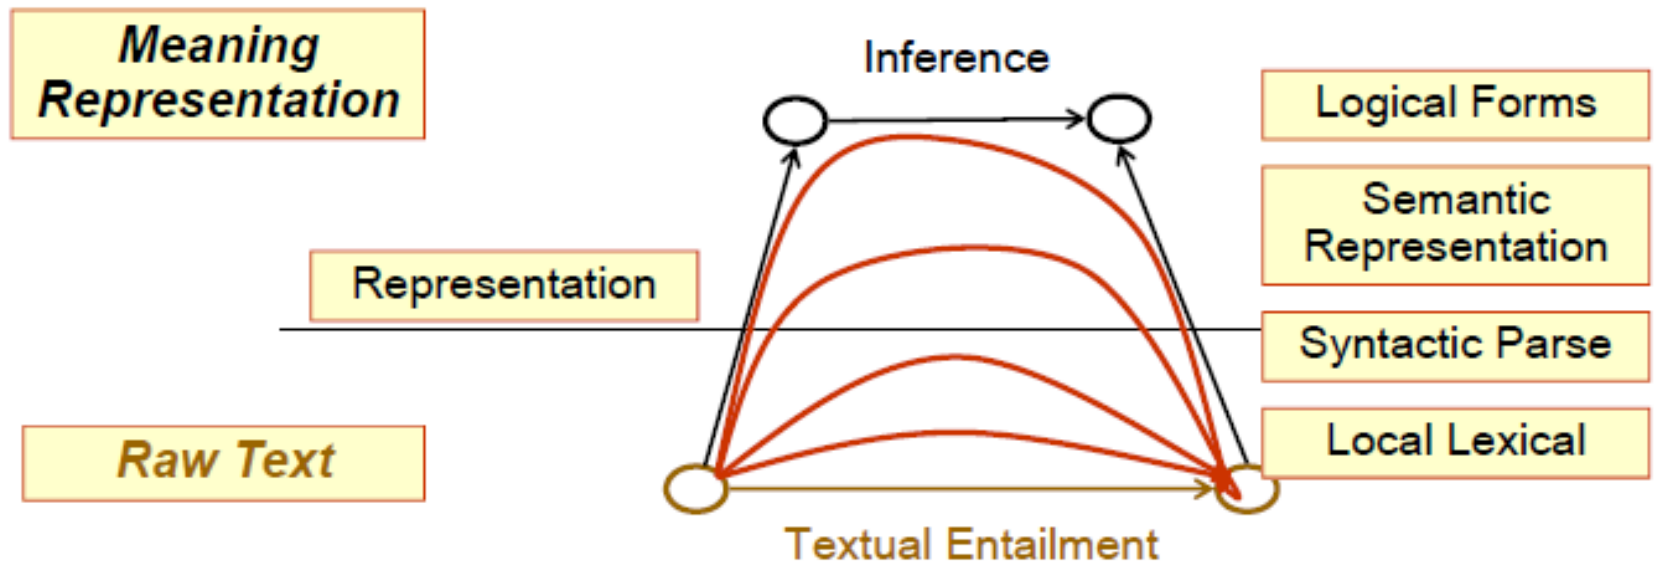 Meaning
Representation
Inference
Logical Forms
Semantic
Representation
Representation
Syntactic Parse
Local Lexical
Raw Text
Textual Entailment